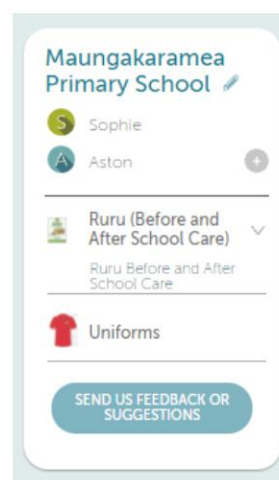 Maungakaramea
Primary School
S Sophie
A Aston
Ruru (Before and
After School Care)
Ruru Before and After
School Care
Uniforms
SEND US FEEDBACK OR
SUGGESTIONS